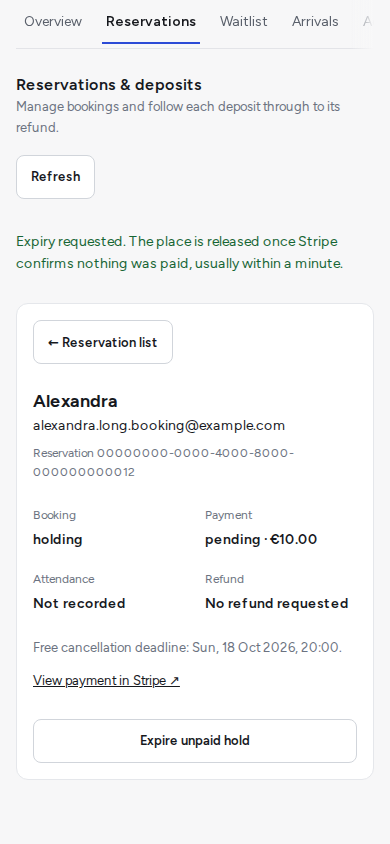 Overview Reservations Waitlist Arrivals A
Reservations & deposits
Manage bookings and follow each deposit through to its
refund.
Refresh
Expiry requested. The place is released once Stripe
confirms nothing was paid, usually within a minute.
← Reservation list
Alexandra
alexandra.long.booking@example.com
Reservation 00000000-0000-4000-8000-
000000000012
Booking Payment
holding pending · €10.00
Attendance Refund
Not recorded No refund requested
Free cancellation deadline: Sun, 18 Oct 2026, 20:00.
View payment in Stripe ↗
Expire unpaid hold